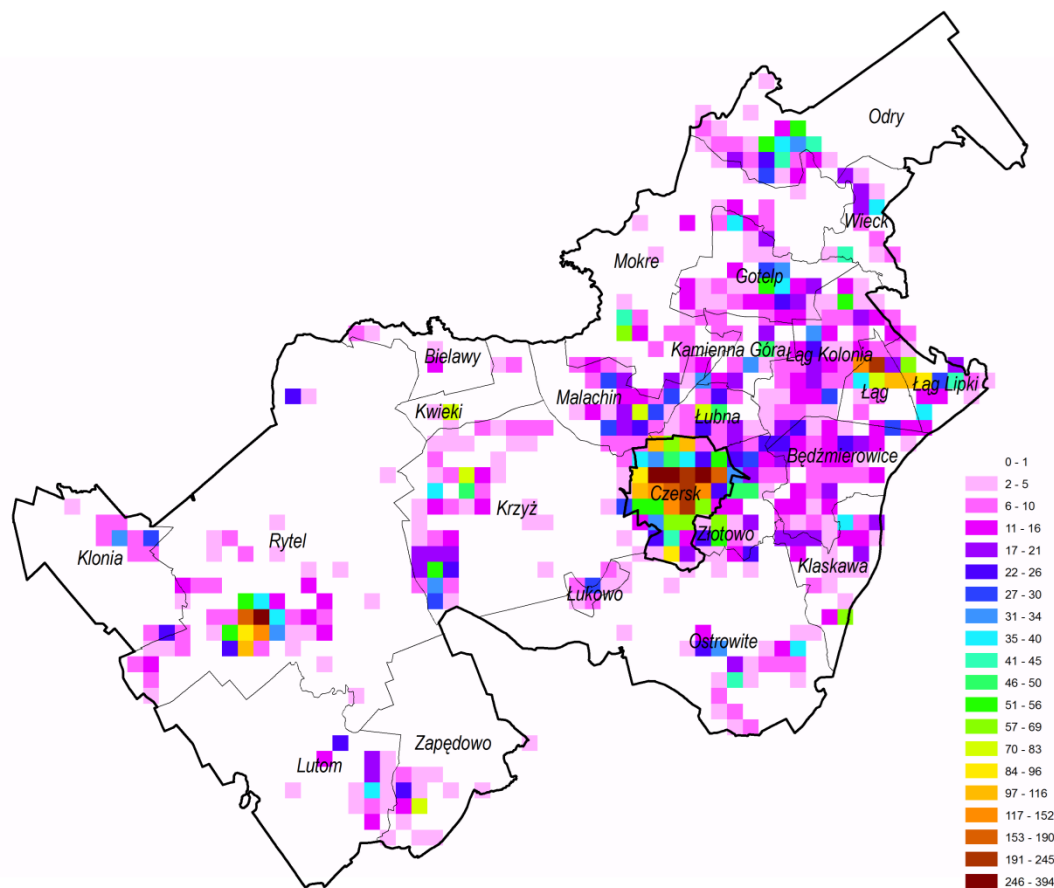 Odry
Wieck
Mokre
Gotelp
Kamienna Góra
Łąg Kolonia
Bielawy
Malachin
Łąg
Łąg Lipki
Kwieki
Łubna
Będźmierowice
Czersk
Krzyż
Złotowo
Rytel
Klonia
Klaskawa
Łukowo
Ostrowite
Zapędowo
Lutom
0 - 1
2 - 5
6 - 10
11 - 16
17 - 21
22 - 26
27 - 30
31 - 34
35 - 40
41 - 45
46 - 50
51 - 56
57 - 69
70 - 83
84 - 96
97 - 116
117 - 152
153 - 190
191 - 245
246 - 394